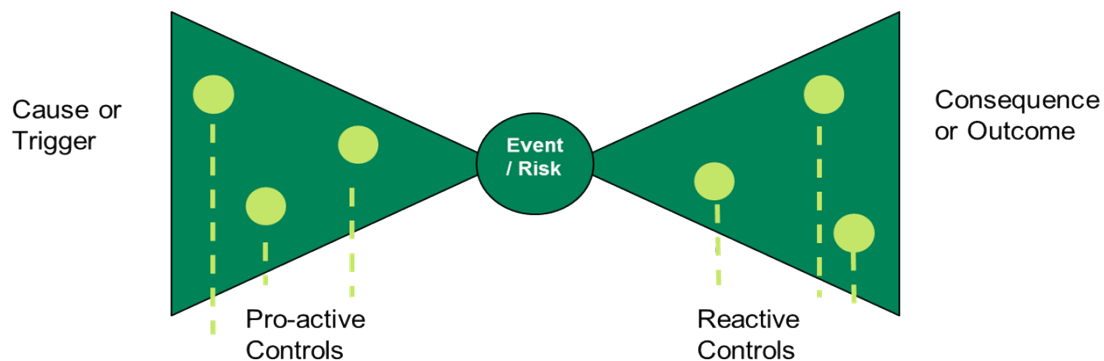 Cause or
Trigger
Event
/ Risk
Consequence
or Outcome
Pro-active
Controls
Reactive
Controls